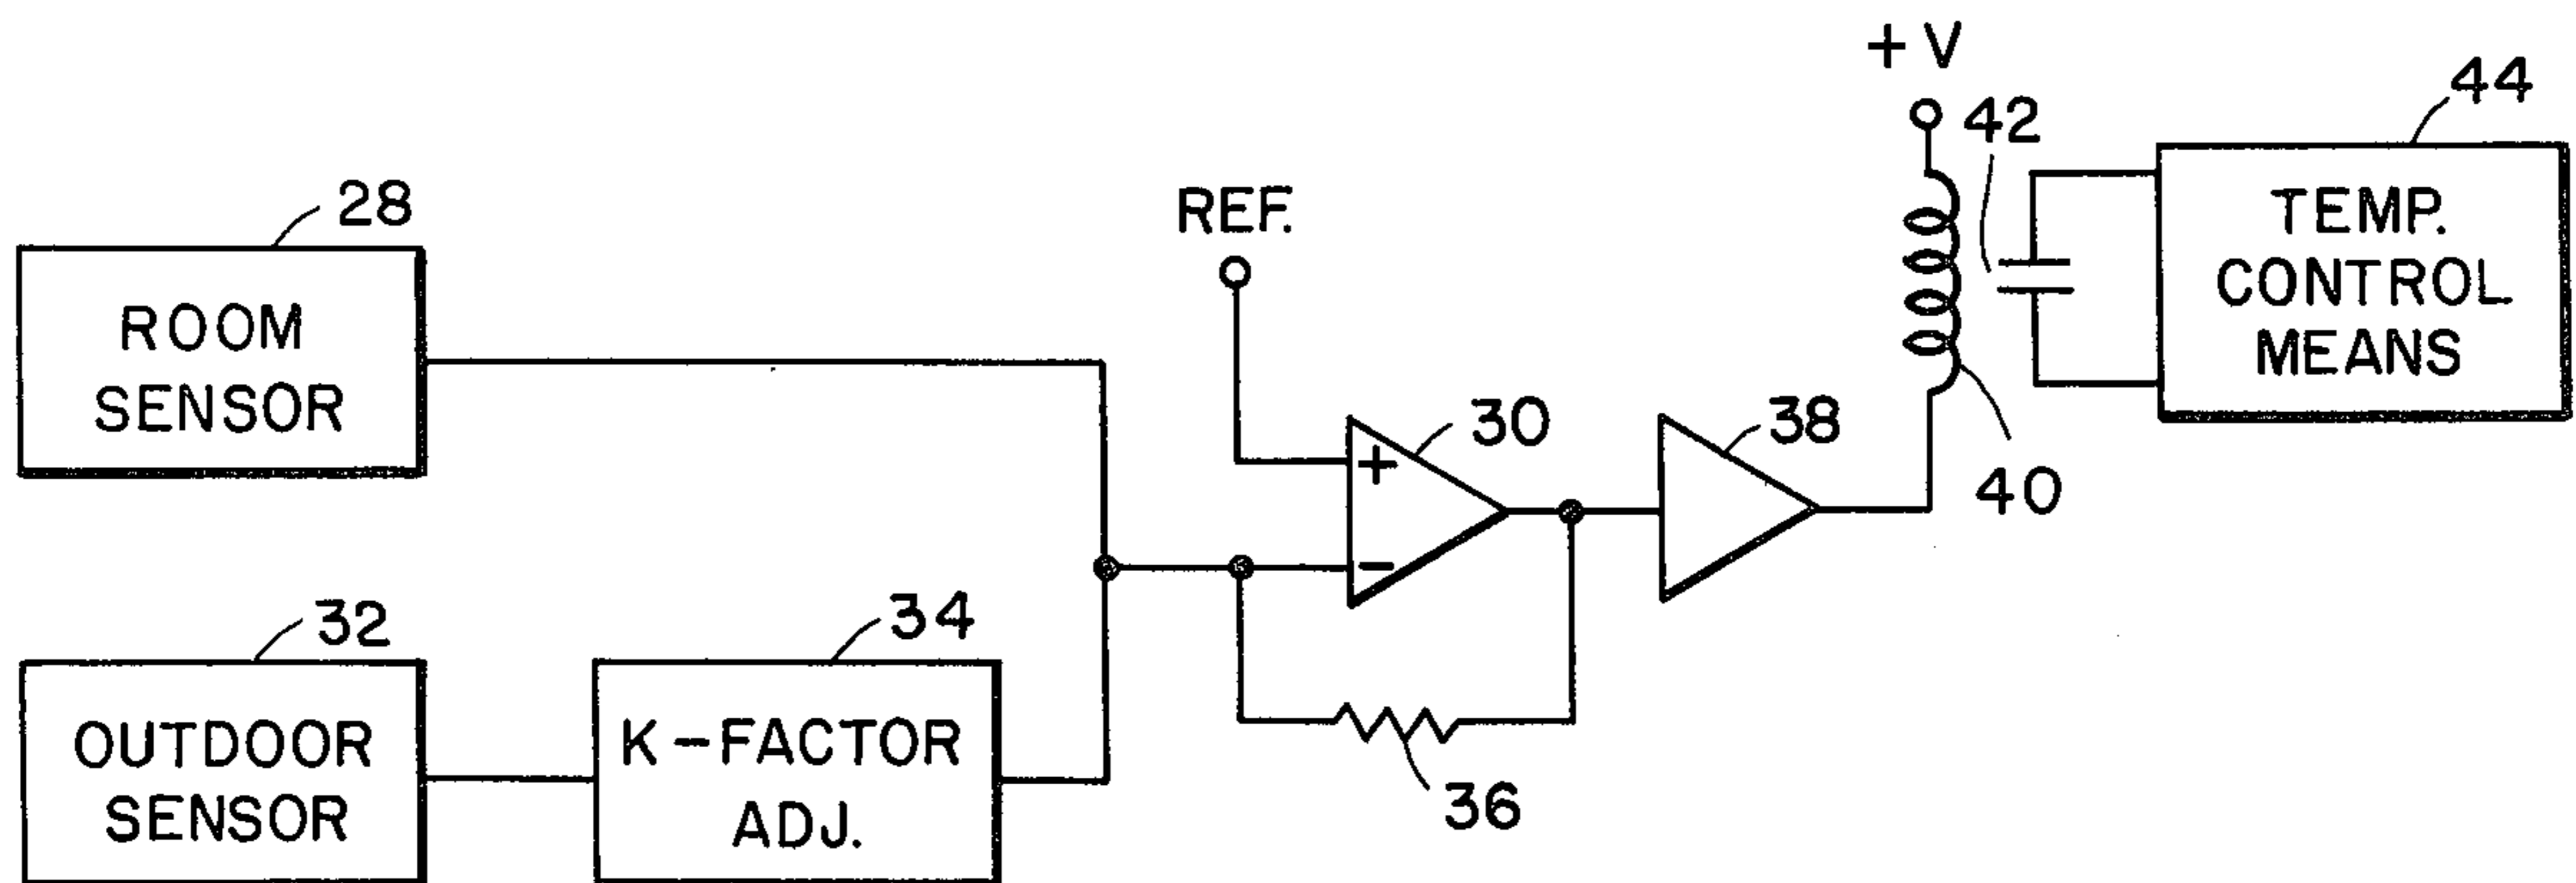 + V
44
42
28
TEMP.
CONTROL
MEANS
REF.
ROOM
SENSOR
+
30
38
40
-
32
34
OUTDOOR
SENSOR
K-FACTOR
ADJ.
36